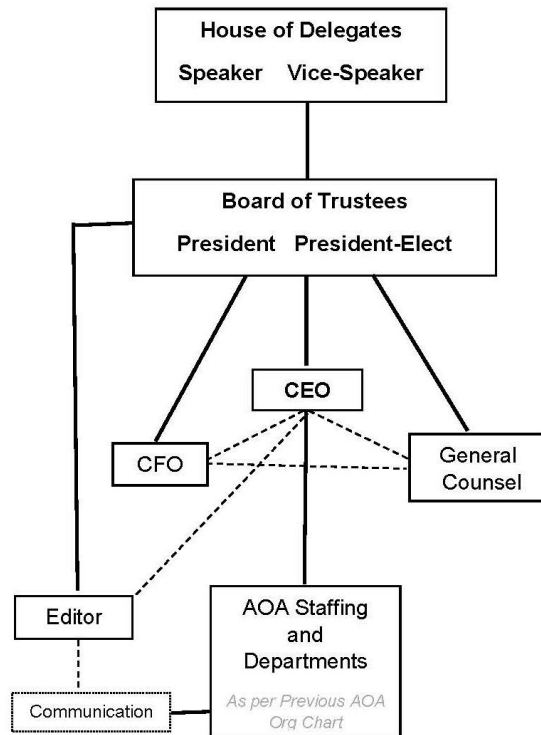 House of Delegates
Speaker Vice-Speaker
Board of Trustees
President President-Elect
CEO
CFO
General
Counsel
Editor
AOA Staffing
and
Departments
As per Previous AOA
Org Chart
Communication